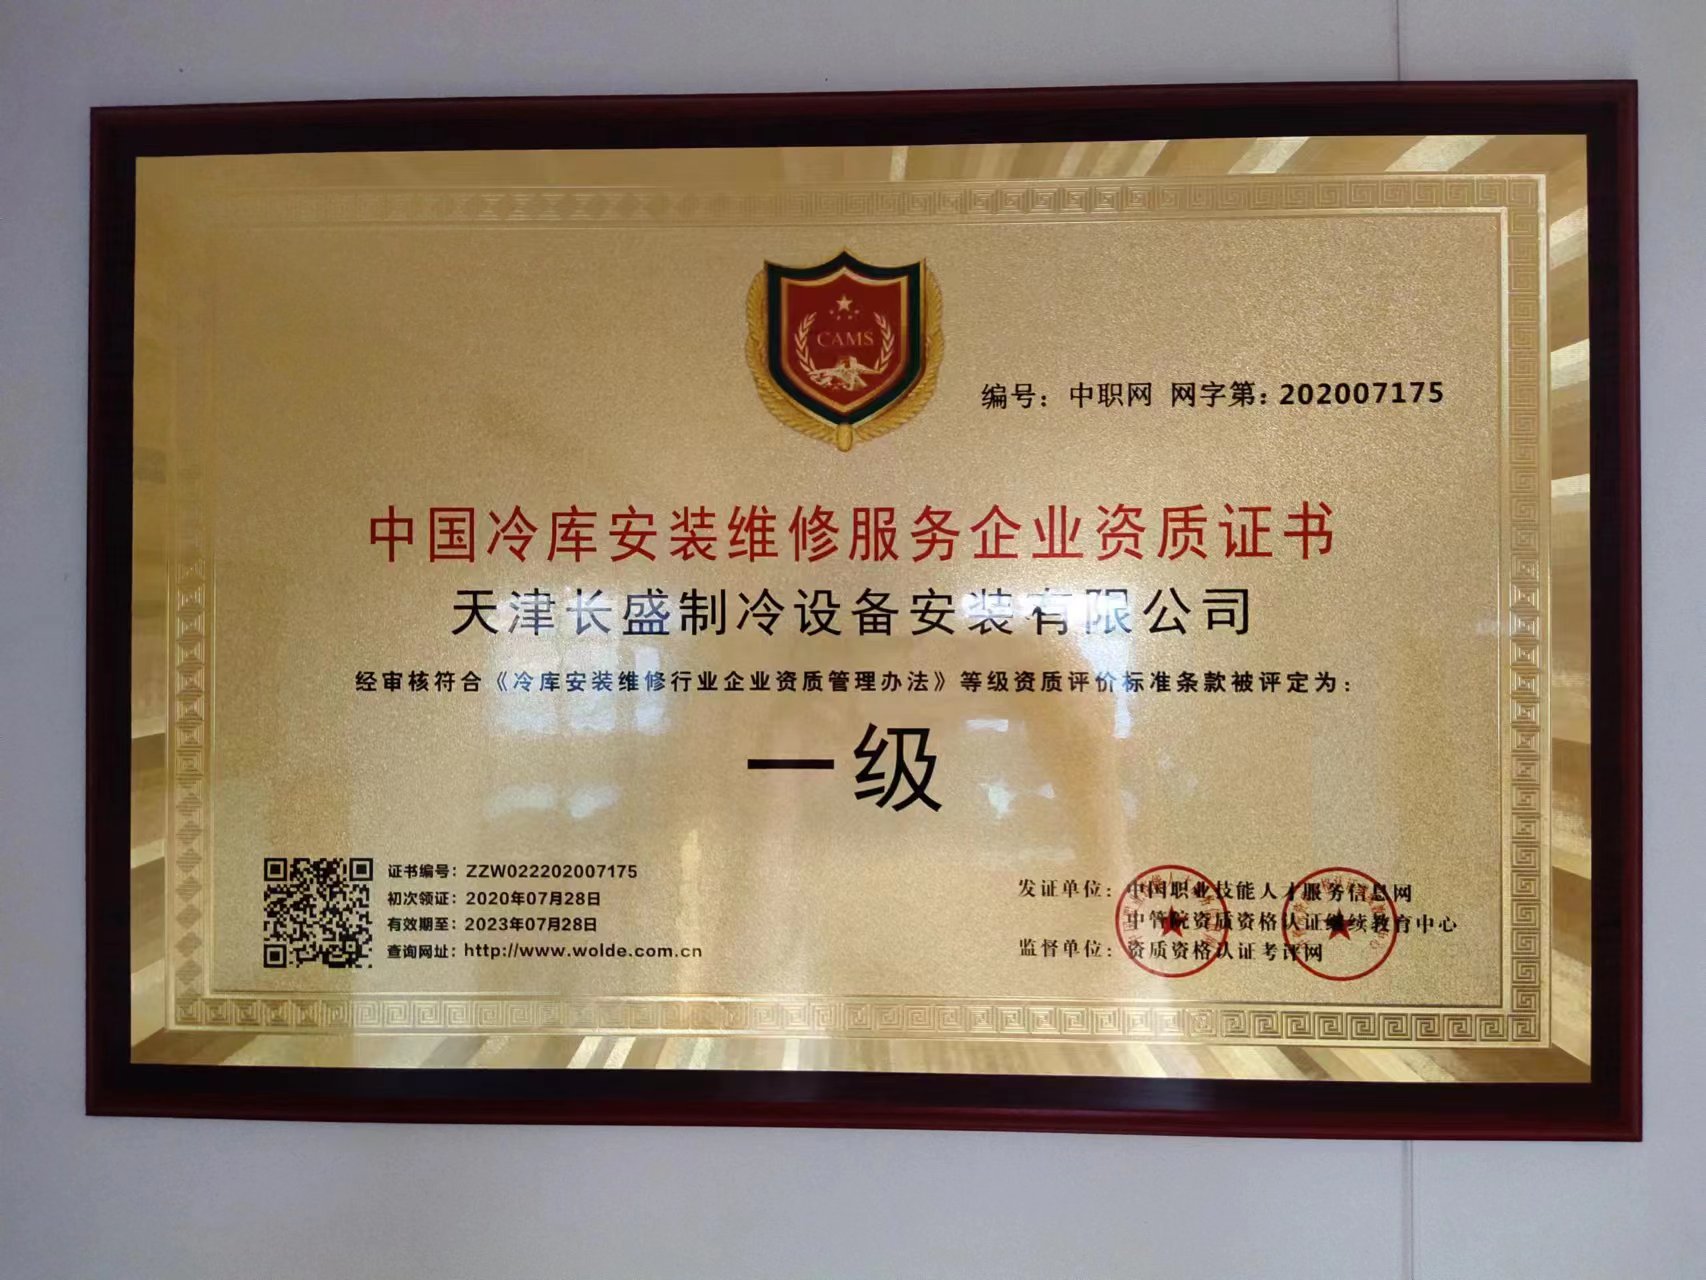 CAMS
编号：中职网 网字第：202007175
中国冷库安装维修服务企业资质证书
天津长盛制冷设备安装有限公司
经审核符合《冷库安装维修行业企业资质管理办法》等级资质评价标准条款被评定为：
一级
证书编号：ZZW022202007175
初次领证：2020年07月28日
有效期至：2023年07月28日
查询网址：http://www.wolde.com.cn
发证单位：中国职业技能人才服务信息网
中管院资质资格认证继续教育中心
监督单位：资质资格认证考评网